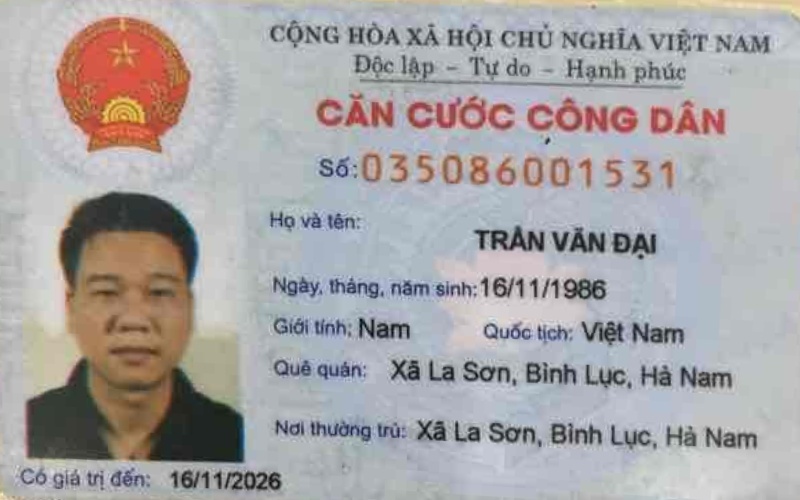 CỘNG HÒA XÃ HỘI CHỦ NGHĨA VIỆT NAM
Độc lập - Tự do - Hạnh phúc
CĂN CƯỚC CÔNG DÂN
Số: 035086001531
Họ và tên:
TRẦN VĂN ĐẠI
Ngày, tháng, năm sinh: 16/11/1986
Giới tính: Nam Quốc tịch: Việt Nam
Quê quán: Xã La Sơn, Bình Lục, Hà Nam
Nơi thường trú: Xã La Sơn, Bình Lục, Hà Nam
Có giá trị đến: 16/11/2026